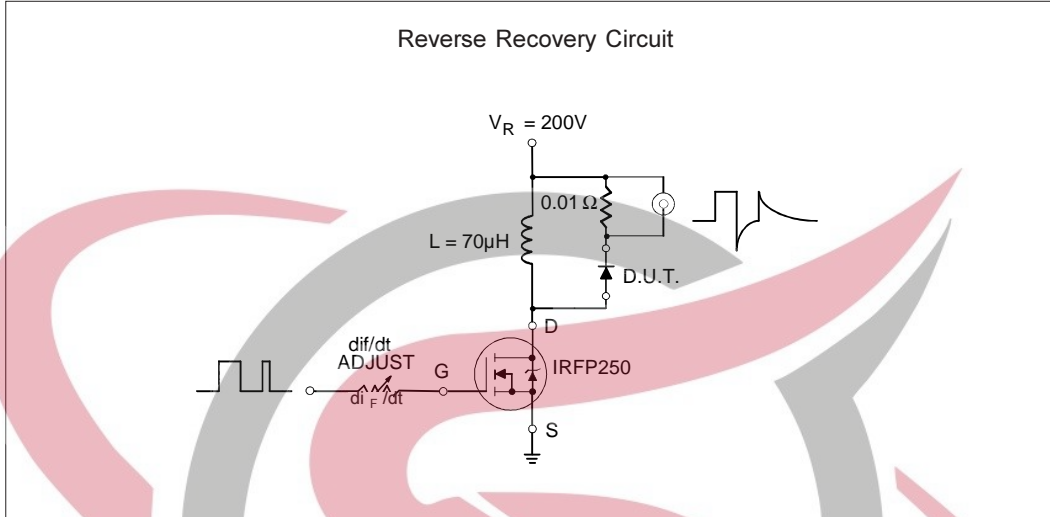 Reverse Recovery Circuit
V_R = 200V
0.01 Ω
L = 70μH
D.U.T.
D
dif/dt
ADJUST
G
IRFP250
di_F/dt
S